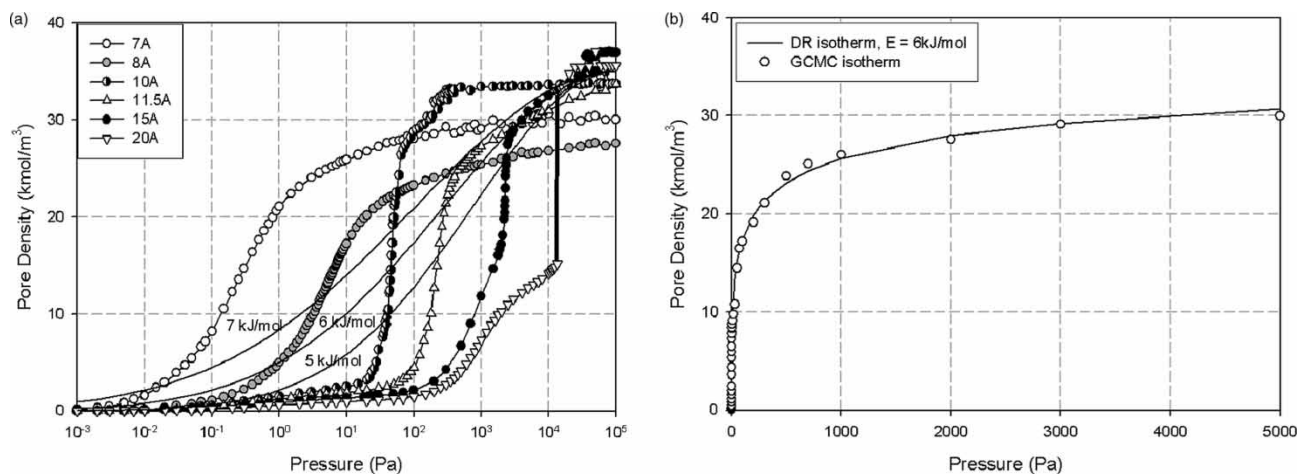 (a)
40
30
20
10
0
Pore Density (kmol/m³)
7A
8A
10A
11.5A
15A
20A
7 kJ/mol
6 kJ/mol
5 kJ/mol
10⁻³ 10⁻² 10⁻¹ 10⁰ 10¹ 10² 10³ 10⁴ 10⁵
Pressure (Pa)
(b)
40
30
20
10
0
Pore Density (kmol/m³)
DR isotherm, E = 6kJ/mol
GCMC isotherm
0 1000 2000 3000 4000 5000
Pressure (Pa)